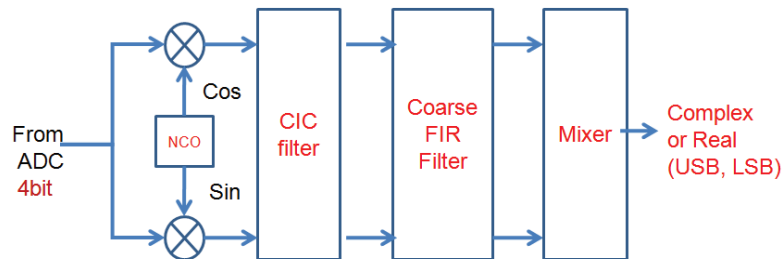 From
ADC
4bit
Cos
NCO
Sin
CIC
filter
Coarse
FIR
Filter
Mixer
Complex
or Real
(USB, LSB)